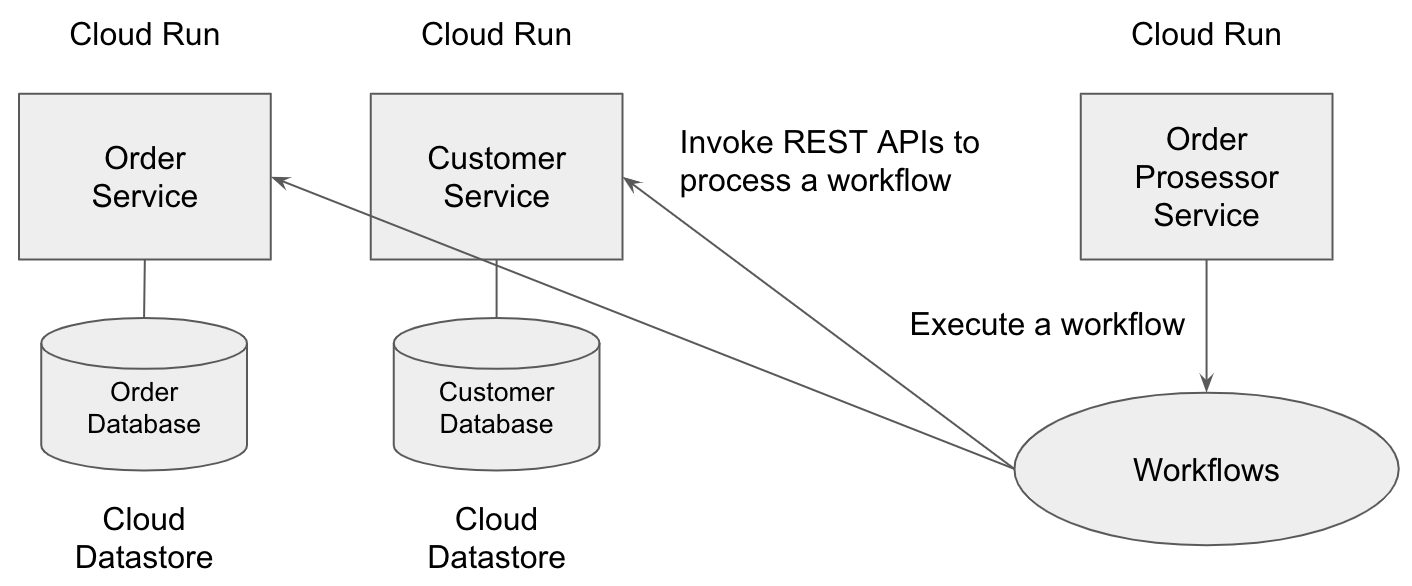 Cloud Run
Cloud Run
Cloud Run
Order
Service
Customer
Service
Invoke REST APIs to
process a workflow
Order
Prosessor
Service
Execute a workflow
Order
Database
Customer
Database
Workflows
Cloud
Datastore
Cloud
Datastore